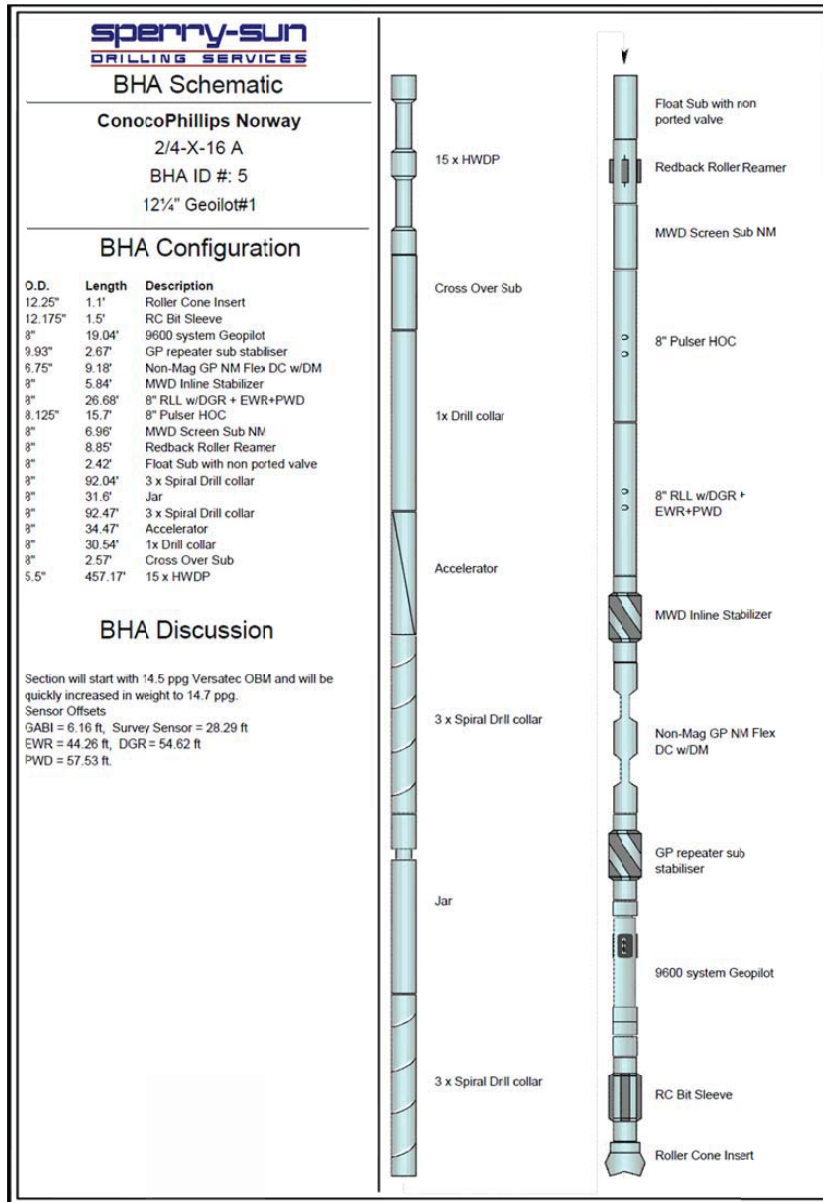 sperry-sun
DRILLING SERVICES
BHA Schematic
ConocoPhillips Norway
2/4-X-16 A
BHA ID #: 5
12¼" Geoilot#1
BHA Configuration
O.D. Length Description
12.25" 1.1' Roller Cone Insert
12.175" 1.5' RC Bit Sleeve
8" 19.04' 9600 system Geopilot
9.93" 2.67' GP repeater sub stabiliser
6.75" 9.18' Non-Mag GP NM Flex DC w/DM
8" 5.84' MWD Inline Stabilizer
8" 26.68' 8" RLL w/DGR + EWR+PWD
8.125" 15.7' 8" Pulser HOC
8" 6.96' MWD Screen Sub NM
8" 8.85' Redback Roller Reamer
8" 2.42' Float Sub with non ported valve
8" 92.04' 3 x Spiral Drill collar
8" 31.6' Jar
8" 92.47' 3 x Spiral Drill collar
8" 34.47' Accelerator
8" 30.54' 1x Drill collar
8" 2.57' Cross Over Sub
5.5" 457.17' 15 x HWDP
BHA Discussion
Section will start with 14.5 ppg Versatec OBM and will be
quickly increased in weight to 14.7 ppg.
Sensor Offsets
GABI = 6.16 ft, Survey Sensor = 28.29 ft
EWR = 44.26 ft, DGR = 54.62 ft
PWD = 57.53 ft.
15 x HWDP
Cross Over Sub
1x Drill collar
Accelerator
3 x Spiral Drill collar
Jar
3 x Spiral Drill collar
Float Sub with non
ported valve
Redback Roller Reamer
MWD Screen Sub NM
8" Pulser HOC
8" RLL w/DGR +
EWR+PWD
MWD Inline Stabilizer
Non-Mag GP NM Flex
DC w/DM
GP repeater sub
stabiliser
9600 system Geopilot
RC Bit Sleeve
Roller Cone Insert